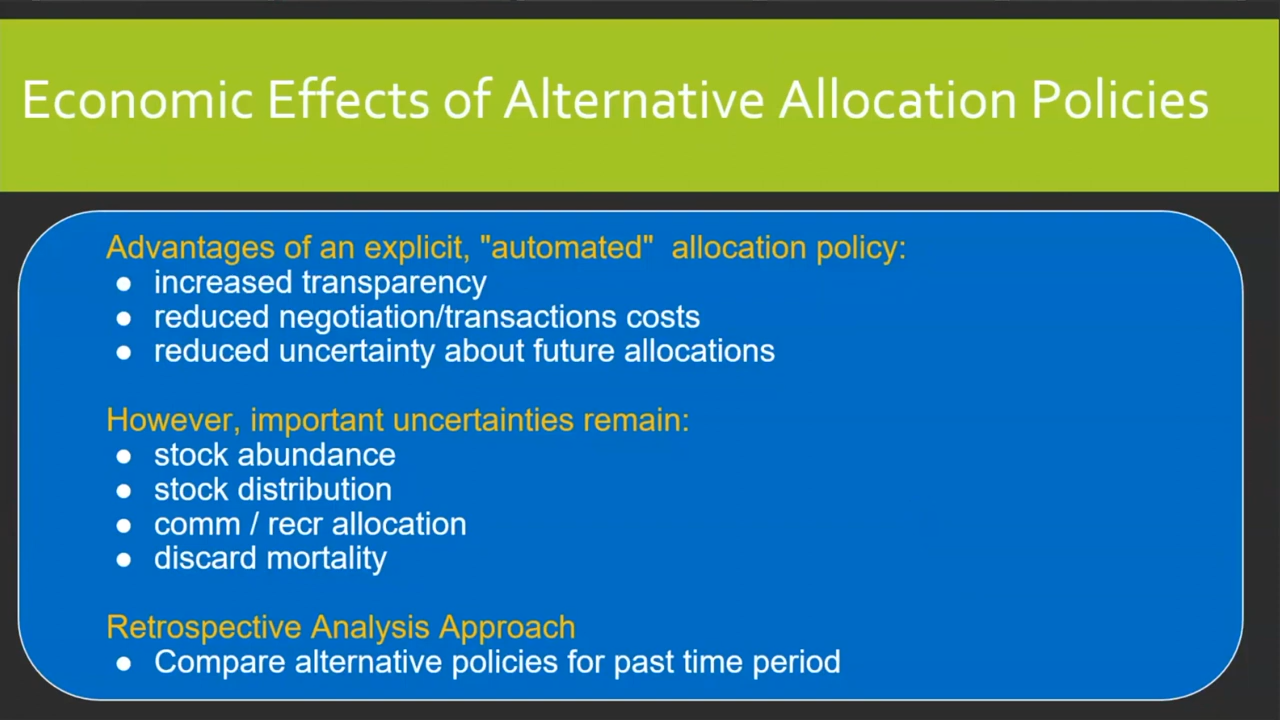 Economic Effects of Alternative Allocation Policies
Advantages of an explicit, "automated"  allocation policy:
● increased transparency
● reduced negotiation/transactions costs
● reduced uncertainty about future allocations
However, important uncertainties remain:
● stock abundance
● stock distribution
● comm / recr allocation
● discard mortality
Retrospective Analysis Approach
● Compare alternative policies for past time period